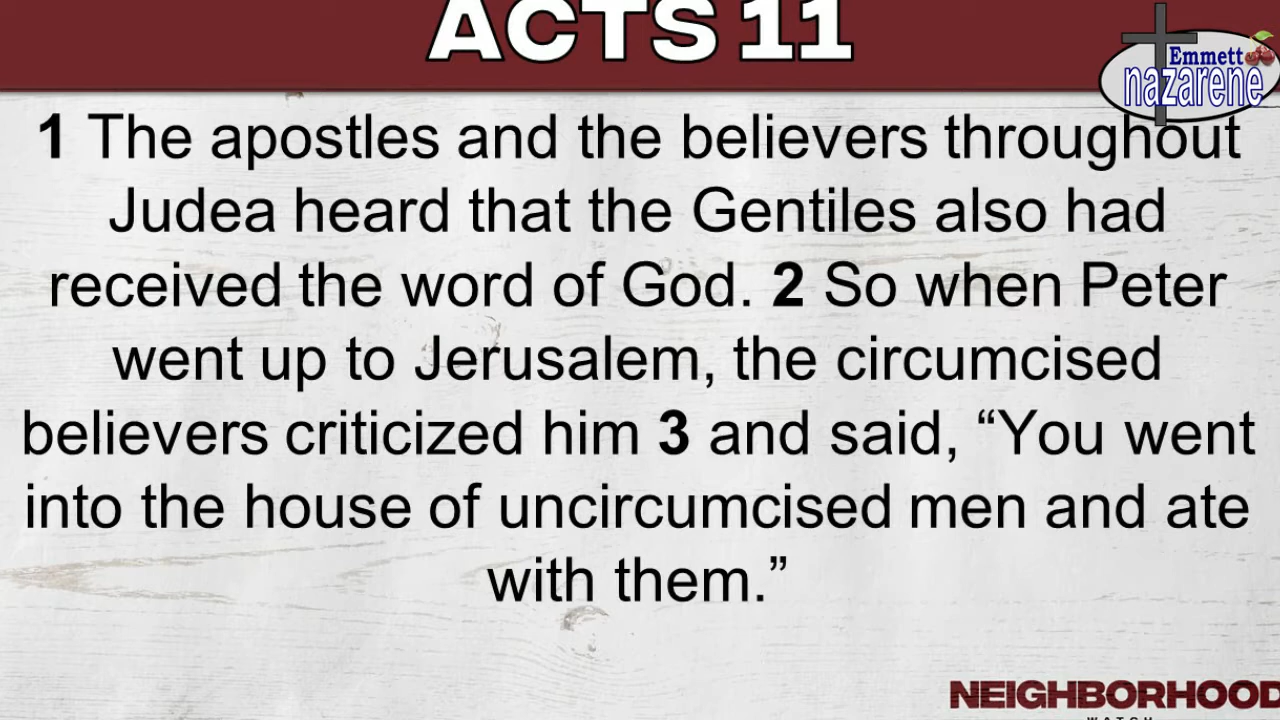 ACTS 11
Emmett
nazarene
1 The apostles and the believers throughout
Judea heard that the Gentiles also had
received the word of God. 2 So when Peter
went up to Jerusalem, the circumcised
believers criticized him 3 and said, “You went
into the house of uncircumcised men and ate
with them.”
NEIGHBORHOOD
WATCH